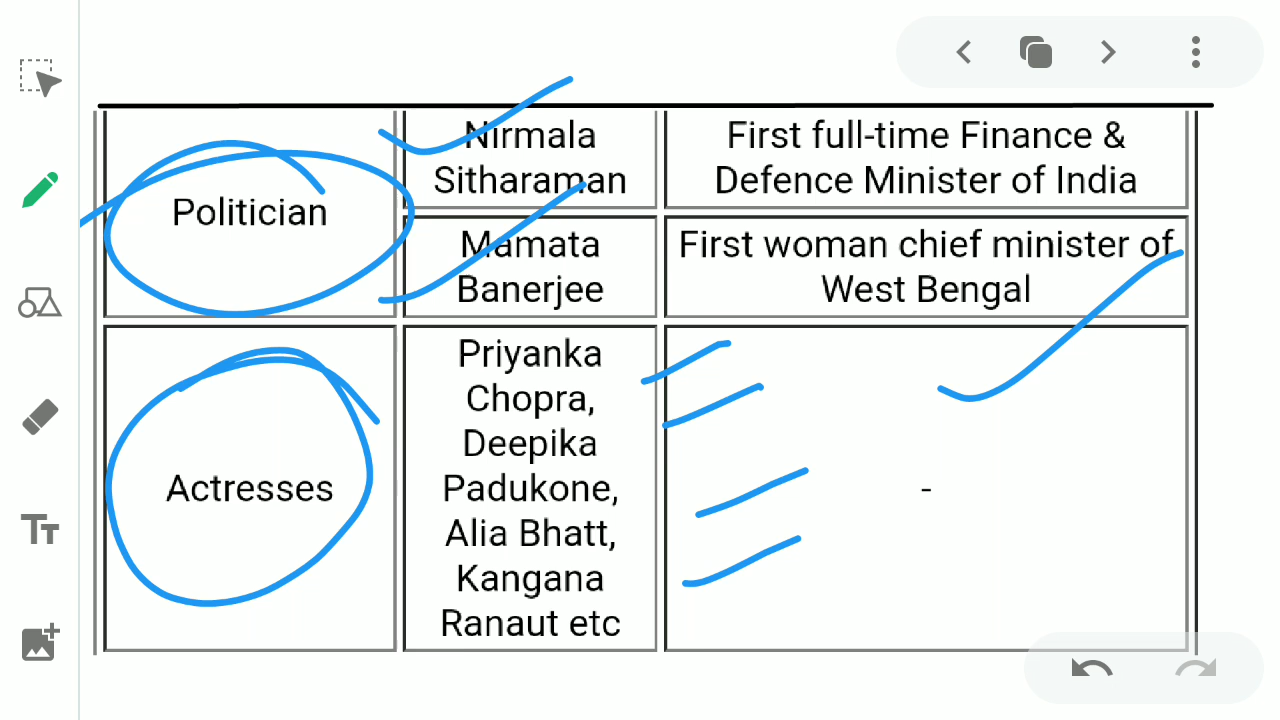 Politician
Nirmala
Sitharaman
First full-time Finance &
Defence Minister of India
Mamata
Banerjee
First woman chief minister of
West Bengal
Actresses
Priyanka
Chopra,
Deepika
Padukone,
Alia Bhatt,
Kangana
Ranaut etc
-
TT